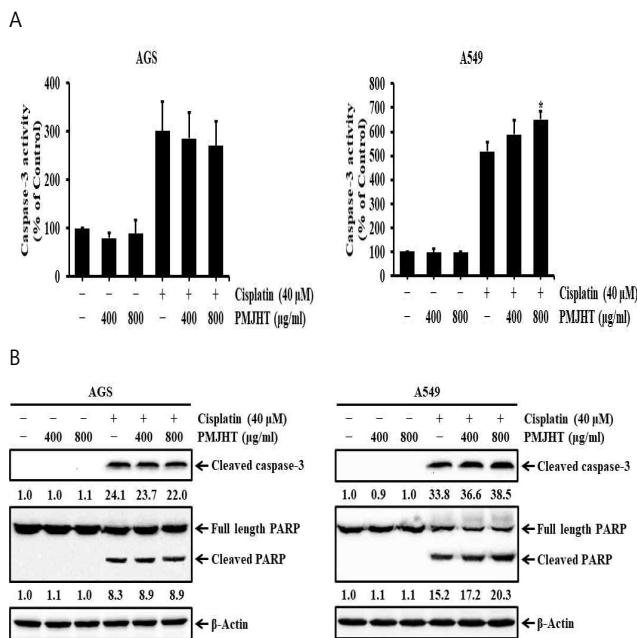 A
AGS
Caspase-3 activity
(% of Control)
400
300
200
100
0
– – – + + + Cisplatin (40 μM)
– 400 800 – 400 800 PMJHT (μg/ml)
A549
Caspase-3 activity
(% of Control)
800
700
600
500
400
300
200
100
0
*
– – – + + + Cisplatin (40 μM)
– 400 800 – 400 800 PMJHT (μg/ml)
B
AGS
– – – + + + Cisplatin (40 μM)
– 400 800 – 400 800 PMJHT (μg/ml)
Cleaved caspase-3
1.0 1.0 1.1 24.1 23.7 22.0
Full length PARP
Cleaved PARP
1.0 1.1 1.0 8.3 8.9 8.9
β-Actin
A549
– – – + + + Cisplatin (40 μM)
– 400 800 – 400 800 PMJHT (μg/ml)
Cleaved caspase-3
1.0 0.9 1.0 33.8 36.6 38.5
Full length PARP
Cleaved PARP
1.0 1.1 1.1 15.2 17.2 20.3
β-Actin